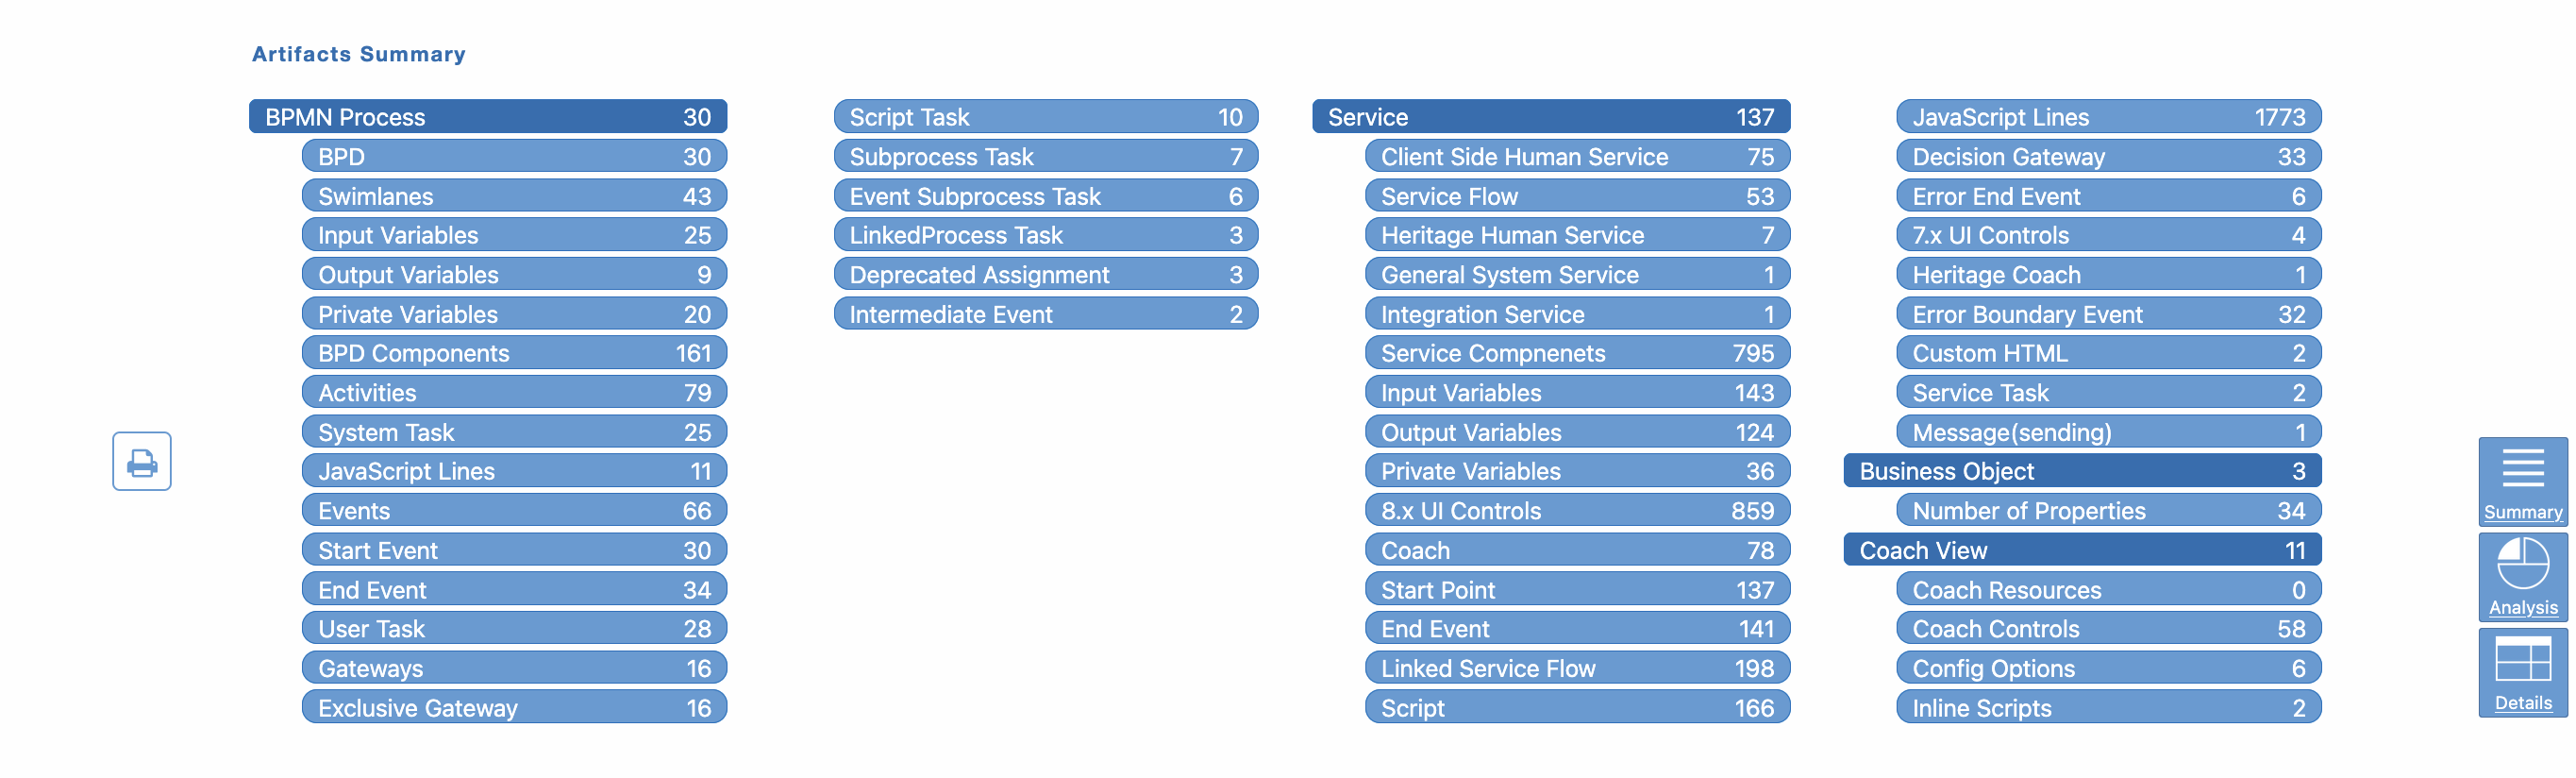 Artifacts Summary
BPMN Process 30
BPD 30
Swimlanes 43
Input Variables 25
Output Variables 9
Private Variables 20
BPD Components 161
Activities 79
System Task 25
JavaScript Lines 11
Events 66
Start Event 30
End Event 34
User Task 28
Gateways 16
Exclusive Gateway 16
Script Task 10
Subprocess Task 7
Event Subprocess Task 6
LinkedProcess Task 3
Deprecated Assignment 3
Intermediate Event 2
Service 137
Client Side Human Service 75
Service Flow 53
Heritage Human Service 7
General System Service 1
Integration Service 1
Service Compnenets 795
Input Variables 143
Output Variables 124
Private Variables 36
8.x UI Controls 859
Coach 78
Start Point 137
End Event 141
Linked Service Flow 198
Script 166
JavaScript Lines 1773
Decision Gateway 33
Error End Event 6
7.x UI Controls 4
Heritage Coach 1
Error Boundary Event 32
Custom HTML 2
Service Task 2
Message(sending) 1
Business Object 3
Number of Properties 34
Coach View 11
Coach Resources 0
Coach Controls 58
Config Options 6
Inline Scripts 2
Summary
Analysis
Details